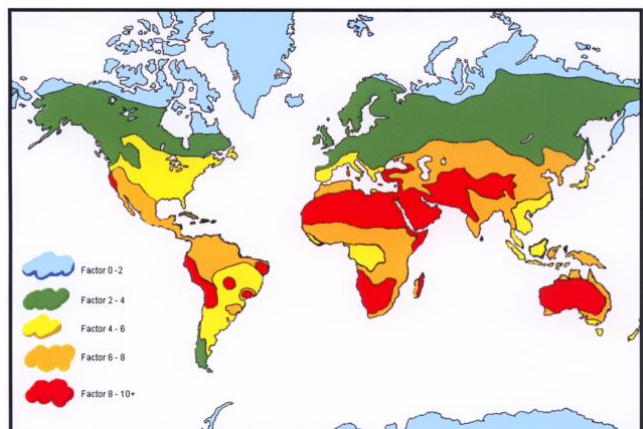 Factor 0 - 2
Factor 2 - 4
Factor 4 - 6
Factor 6 - 8
Factor 8 - 10+